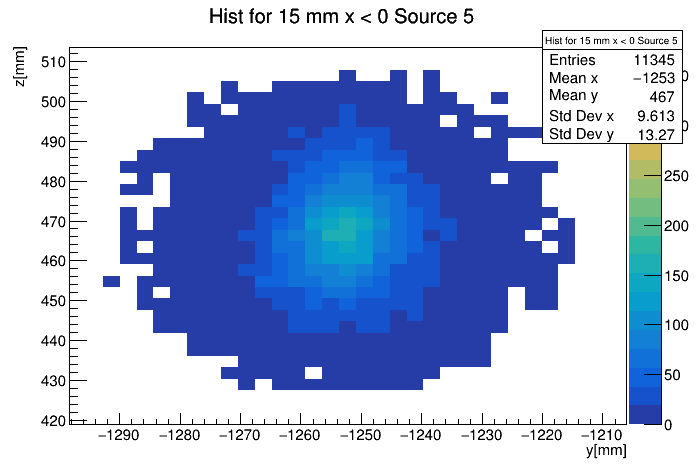 Hist for 15 mm x < 0 Source 5
Hist for 15 mm x < 0 Source 5
Entries 11345
Mean x −1253
Mean y 467
Std Dev x 9.613
Std Dev y 13.27
z[mm]
510
500
490
480
470
460
450
440
430
420
−1290 −1280 −1270 −1260 −1250 −1240 −1230 −1220 −1210
y[mm]
250
200
150
100
50
0